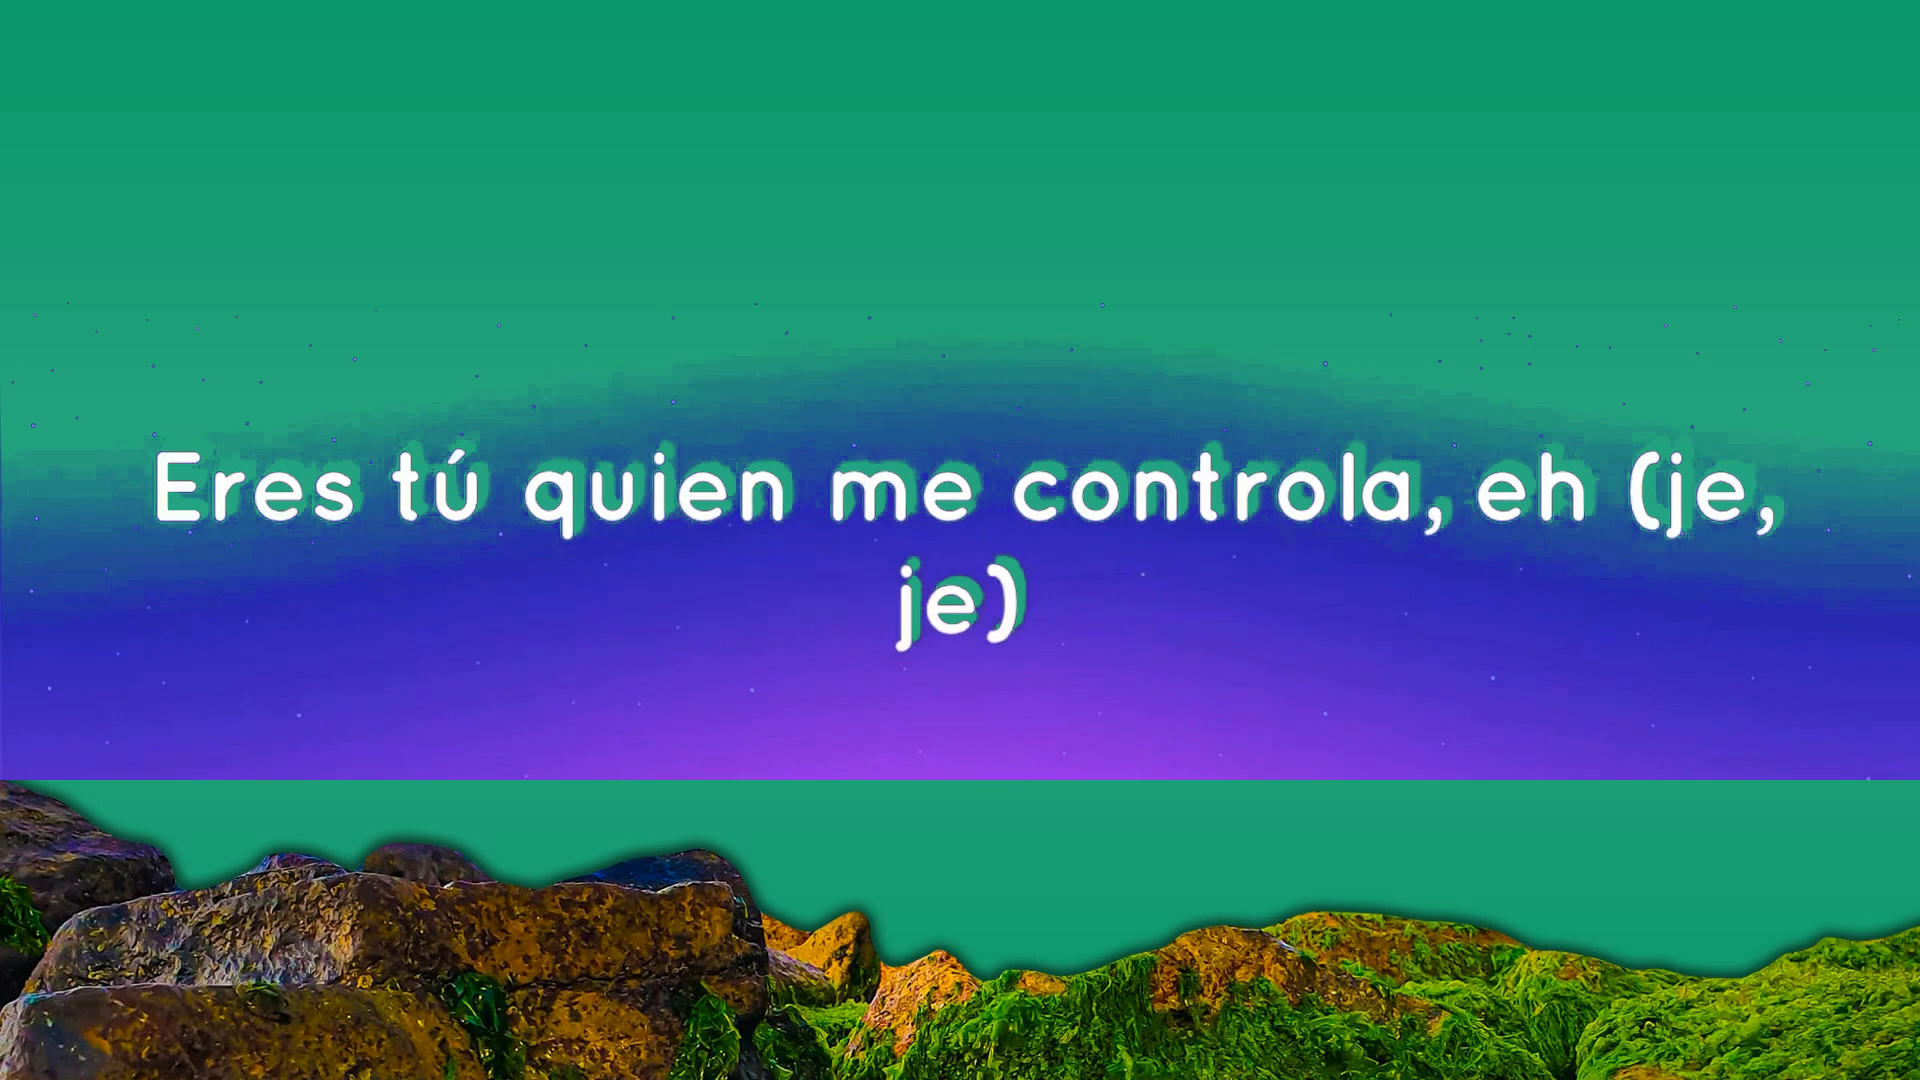 Eres tú quien me controla, eh (je,
je)